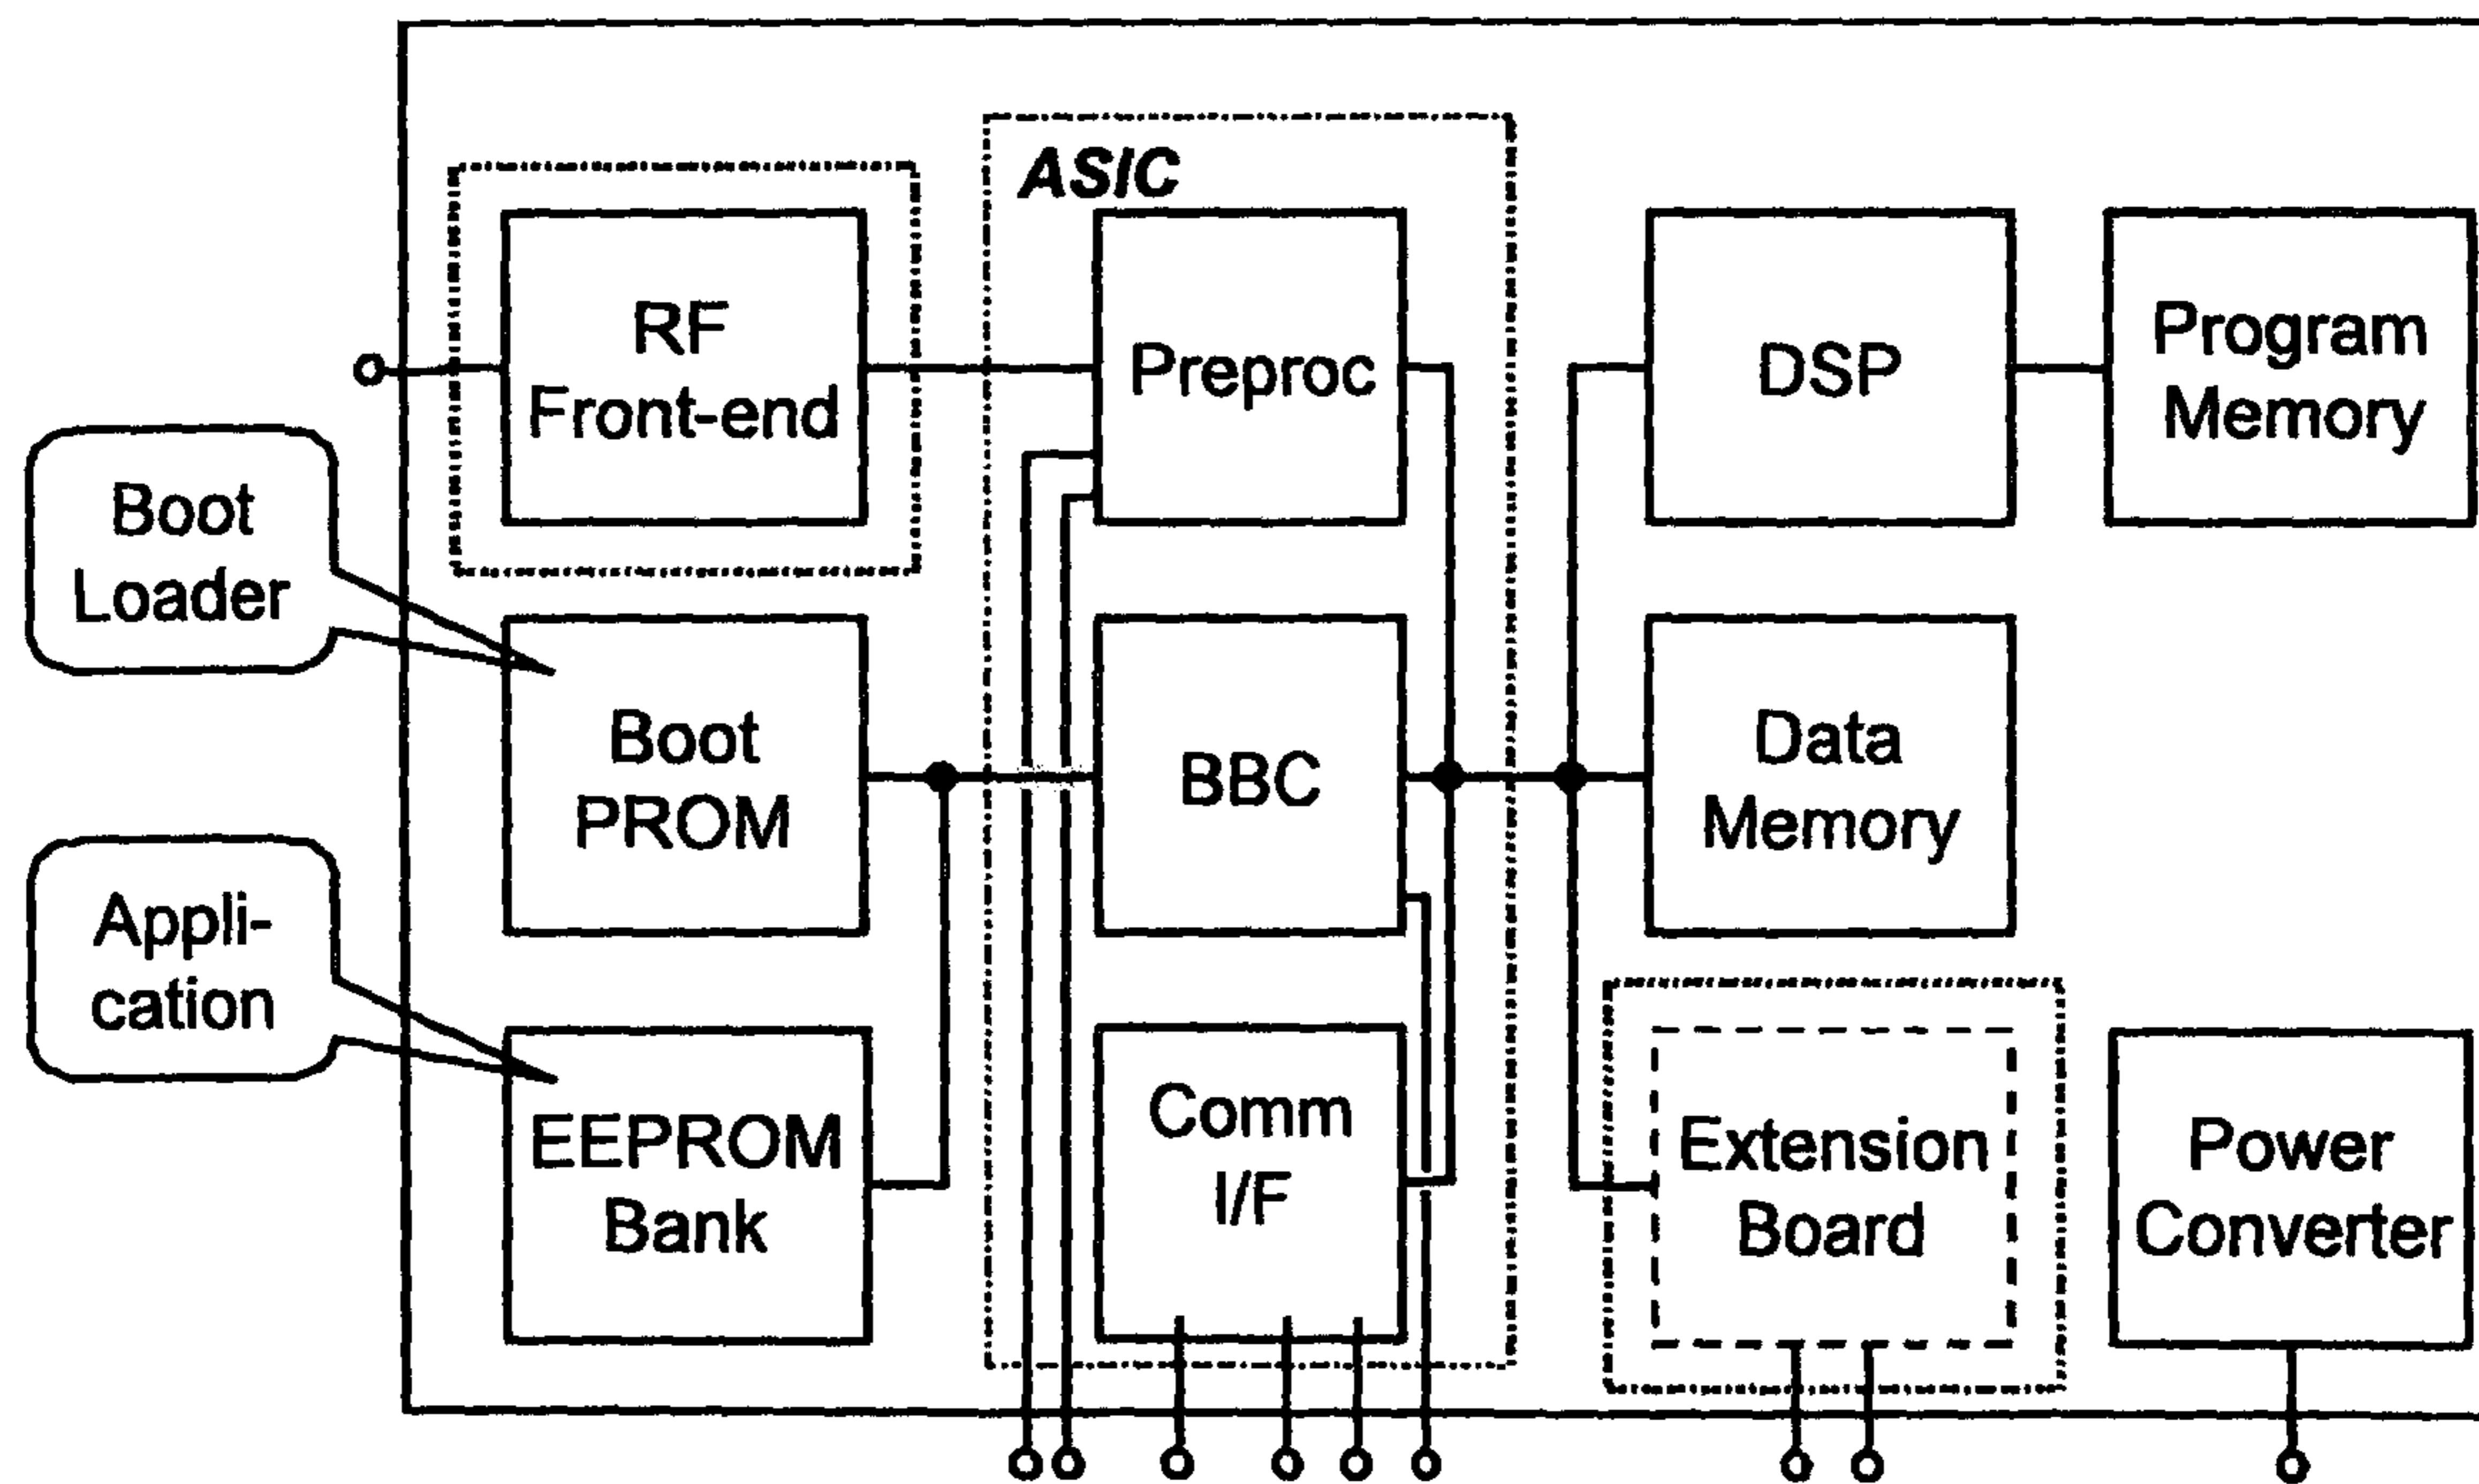 ASIC
RF
Front-end
Preproc
DSP
Program
Memory
Boot
Loader
Boot
PROM
BBC
Data
Memory
Appli-
cation
EEPROM
Bank
Comm
I/F
Extension
Board
Power
Converter